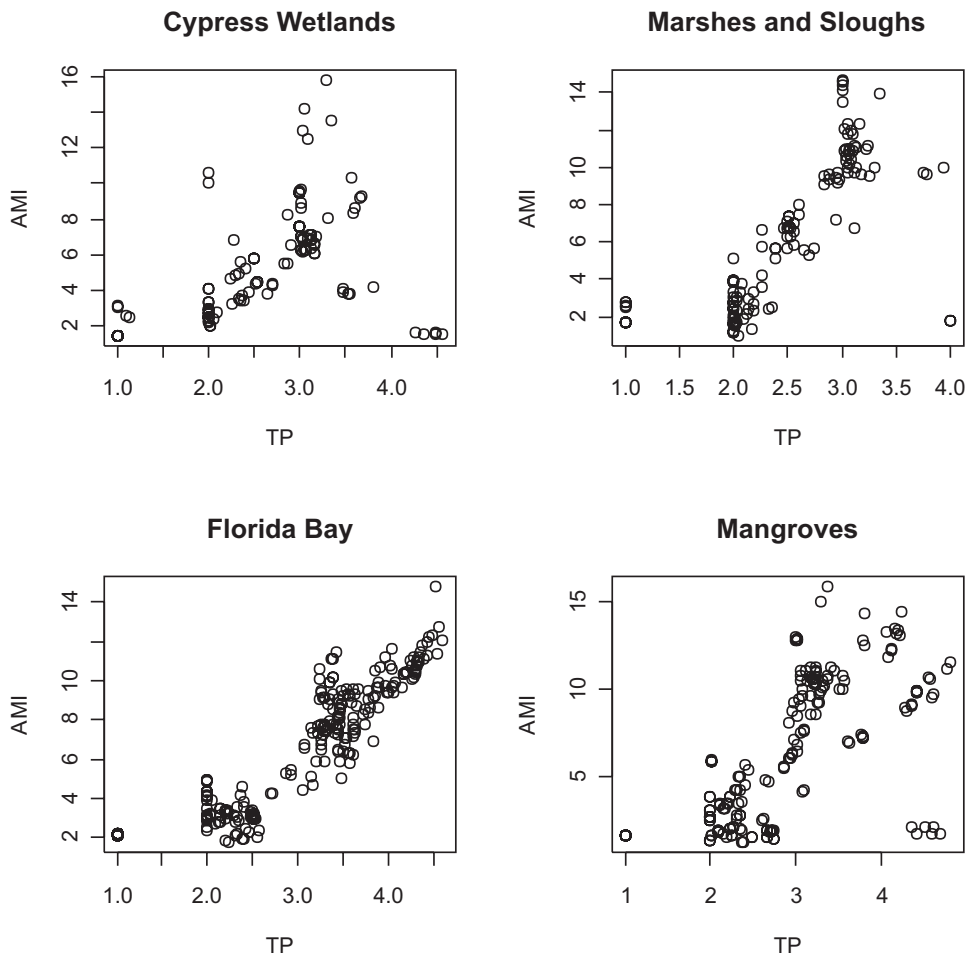 Cypress Wetlands
AMI
16
12
8
6
4
2
1.0 2.0 3.0 4.0
TP
Marshes and Sloughs
AMI
14
10
8
6
4
2
1.0 1.5 2.0 2.5 3.0 3.5 4.0
TP
Florida Bay
AMI
14
10
8
6
4
2
1.0 2.0 3.0 4.0
TP
Mangroves
AMI
15
10
5
1 2 3 4
TP